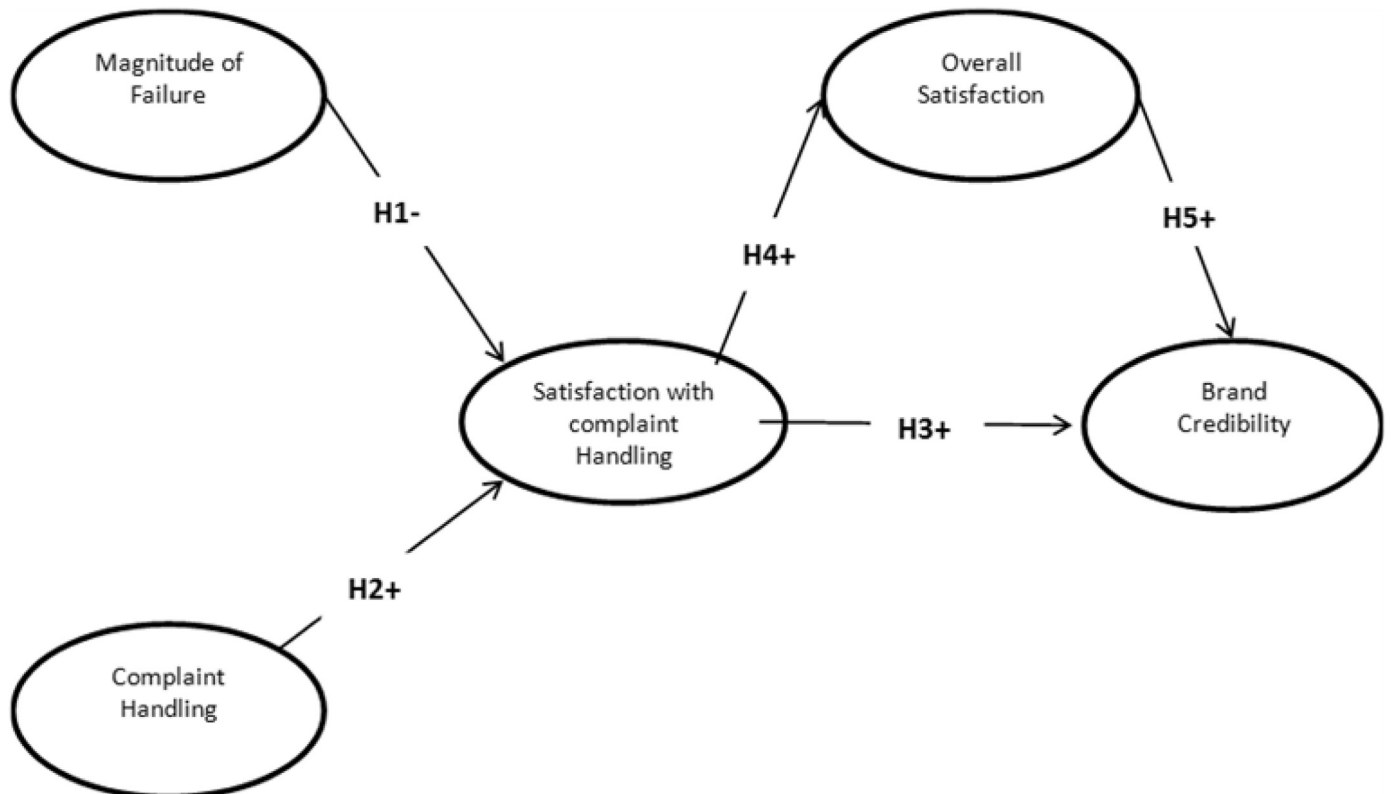 Magnitude of
Failure
Overall
Satisfaction
H1-
H5+
H4+
Satisfaction with
complaint
Handling
H3+
Brand
Credibility
H2+
Complaint
Handling